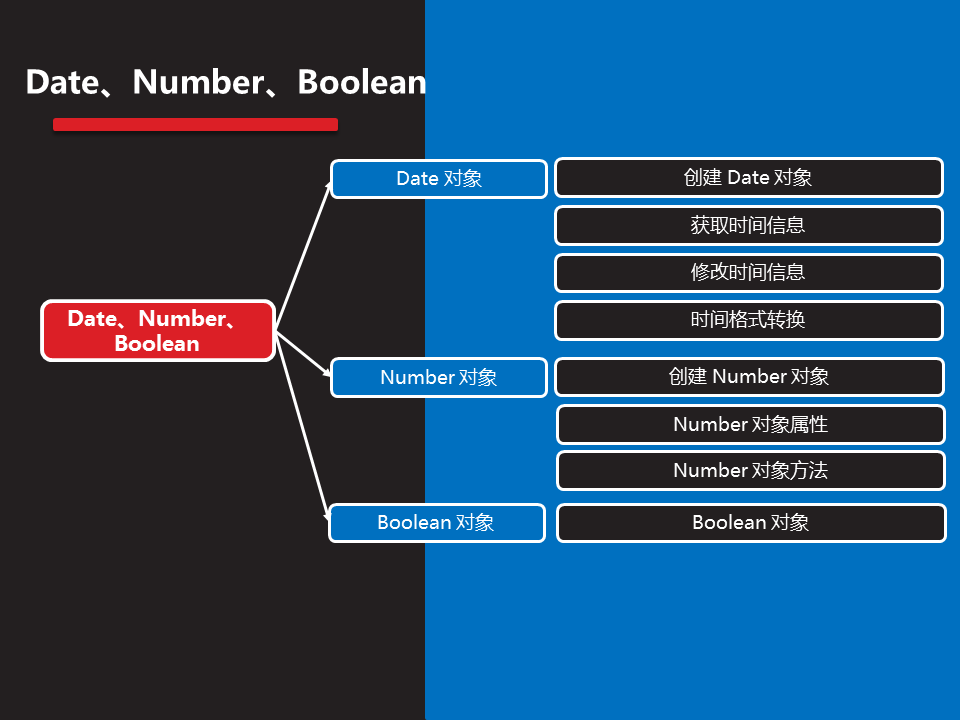 Date、Number、Boolean
Date 对象
创建 Date 对象
获取时间信息
修改时间信息
时间格式转换
Date、Number、
Boolean
Number 对象
创建 Number 对象
Number 对象属性
Number 对象方法
Boolean 对象
Boolean 对象